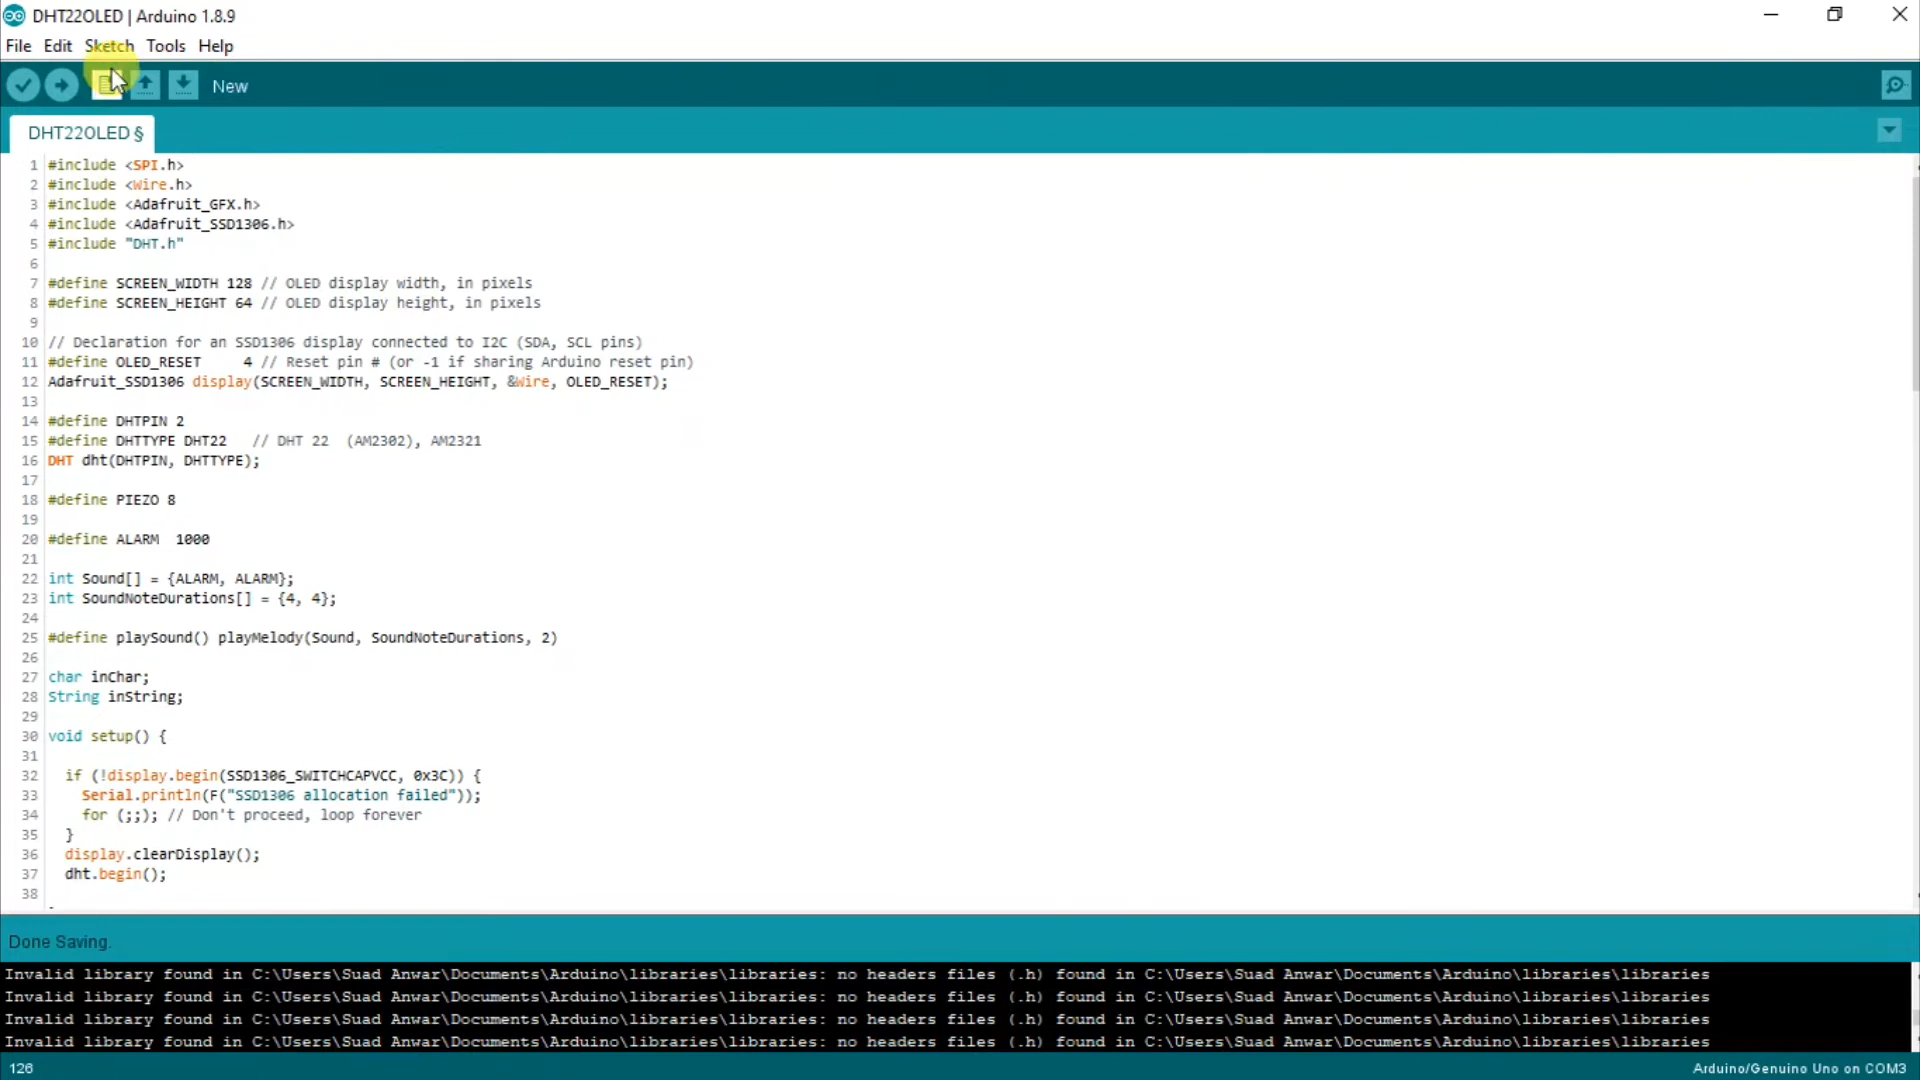 DHT22OLED | Arduino 1.8.9
File Edit Sketch Tools Help
New
DHT22OLED §
1 #include <SPI.h>
2 #include <Wire.h>
3 #include <Adafruit_GFX.h>
4 #include <Adafruit_SSD1306.h>
5 #include "DHT.h"
6
7 #define SCREEN_WIDTH 128 // OLED display width, in pixels
8 #define SCREEN_HEIGHT 64 // OLED display height, in pixels
9
10 // Declaration for an SSD1306 display connected to I2C (SDA, SCL pins)
11 #define OLED_RESET     4 // Reset pin # (or -1 if sharing Arduino reset pin)
12 Adafruit_SSD1306 display(SCREEN_WIDTH, SCREEN_HEIGHT, &Wire, OLED_RESET);
13
14 #define DHTPIN 2
15 #define DHTTYPE DHT22   // DHT 22  (AM2302), AM2321
16 DHT dht(DHTPIN, DHTTYPE);
17
18 #define PIEZO 8
19
20 #define ALARM  1000
21
22 int Sound[] = {ALARM, ALARM};
23 int SoundNoteDurations[] = {4, 4};
24
25 #define playSound() playMelody(Sound, SoundNoteDurations, 2)
26
27 char inChar;
28 String inString;
29
30 void setup() {
31
32   if (!display.begin(SSD1306_SWITCHCAPVCC, 0x3C)) {
33     Serial.println(F("SSD1306 allocation failed"));
34     for (;;); // Don't proceed, loop forever
35   }
36   display.clearDisplay();
37   dht.begin();
38
Done Saving.
Invalid library found in C:\Users\Suad Anwar\Documents\Arduino\libraries\libraries: no headers files (.h) found in C:\Users\Suad Anwar\Documents\Arduino\libraries\libraries
Invalid library found in C:\Users\Suad Anwar\Documents\Arduino\libraries\libraries: no headers files (.h) found in C:\Users\Suad Anwar\Documents\Arduino\libraries\libraries
Invalid library found in C:\Users\Suad Anwar\Documents\Arduino\libraries\libraries: no headers files (.h) found in C:\Users\Suad Anwar\Documents\Arduino\libraries\libraries
Invalid library found in C:\Users\Suad Anwar\Documents\Arduino\libraries\libraries: no headers files (.h) found in C:\Users\Suad Anwar\Documents\Arduino\libraries\libraries
126 Arduino/Genuino Uno on COM3